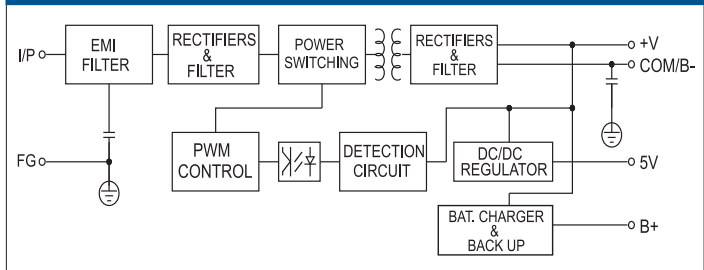 I/P
EMI
FILTER
RECTIFIERS
&
FILTER
POWER
SWITCHING
RECTIFIERS
&
FILTER
+V
COM/B-
FG
PWM
CONTROL
DETECTION
CIRCUIT
DC/DC
REGULATOR
5V
BAT. CHARGER
&
BACK UP
B+